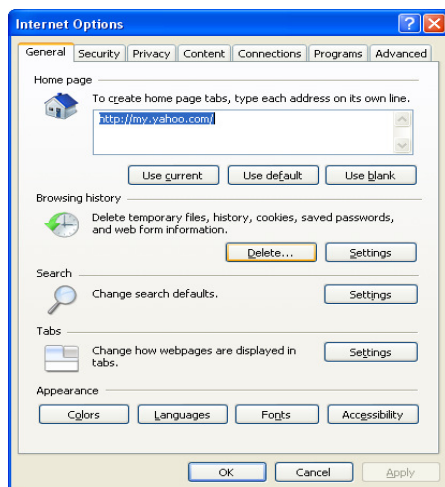 Internet Options
General Security Privacy Content Connections Programs Advanced
Home page
To create home page tabs, type each address on its own line.
http://my.yahoo.com/
Use current Use default Use blank
Browsing history
Delete temporary files, history, cookies, saved passwords,
and web form information.
Delete... Settings
Search
Change search defaults. Settings
Tabs
Change how webpages are displayed in
tabs. Settings
Appearance
Colors Languages Fonts Accessibility
OK Cancel Apply